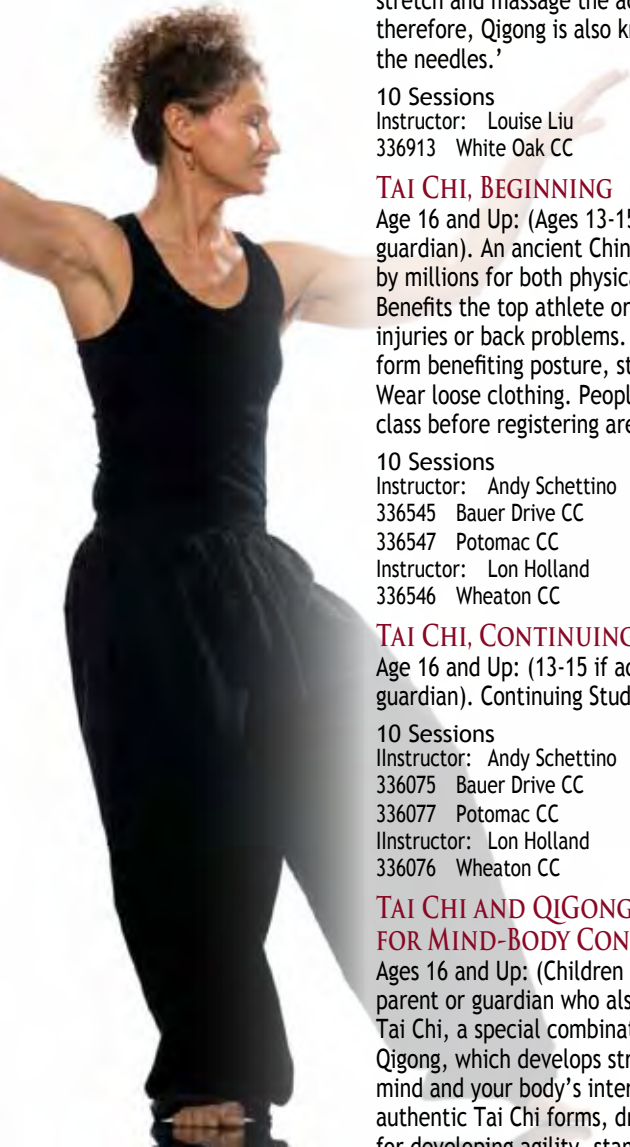 stretch and massage the ac
therefore, Qigong is also kn
the needles.’
10 Sessions
Instructor: Louise Liu
336913 White Oak CC
TAI CHI, BEGINNING
Age 16 and Up: (Ages 13-15
guardian). An ancient Chin
by millions for both physica
Benefits the top athlete or
injuries or back problems.
form benefiting posture, st
Wear loose clothing. Peopl
class before registering are
10 Sessions
Instructor: Andy Schettino
336545 Bauer Drive CC
336547 Potomac CC
Instructor: Lon Holland
336546 Wheaton CC
TAI CHI, CONTINUING
Age 16 and Up: (13-15 if ac
guardian). Continuing Stud
10 Sessions
IInstructor: Andy Schettino
336075 Bauer Drive CC
336077 Potomac CC
IInstructor: Lon Holland
336076 Wheaton CC
TAI CHI AND QIGONG
FOR MIND-BODY CON
Ages 16 and Up: (Children
parent or guardian who als
Tai Chi, a special combinat
Qigong, which develops str
mind and your body’s inter
authentic Tai Chi forms, dr
for developing agility, stam